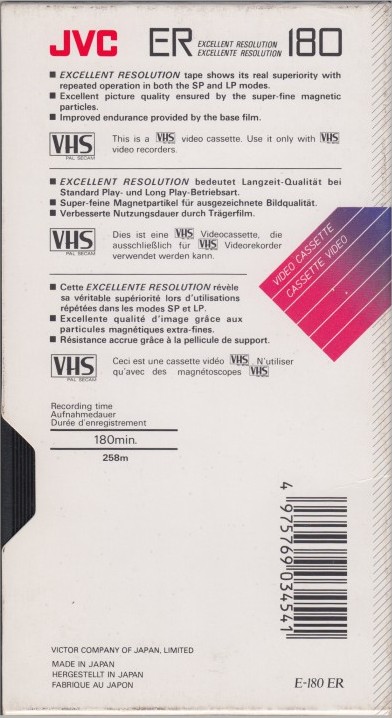 JVC ER EXCELLENT RESOLUTION 180
EXCELLENTE RESOLUTION
■ EXCELLENT RESOLUTION tape shows its real superiority with
repeated operation in both the SP and LP modes.
■ Excellent picture quality ensured by the super-fine magnetic
particles.
■ Improved endurance provided by the base film.
VHS
PAL SECAM
This is a VHS video cassette. Use it only with VHS
video recorders.
■ EXCELLENT RESOLUTION bedeutet Langzeit-Qualität bei
Standard Play- und Long Play-Betriebsart.
■ Super-feine Magnetpartikel für ausgezeichnete Bildqualität.
■ Verbesserte Nutzungsdauer durch Trägerfilm.
VHS
PAL SECAM
Dies ist eine VHS Videocassette, die
ausschließlich für VHS Videorekorder
verwendet werden kann.
VIDEO CASSETTE
CASSETTE VIDEO
■ Cette EXCELLENTE RESOLUTION révèle
sa véritable supériorité lors d'utilisations
répétées dans les modes SP et LP.
■ Excellente qualité d'image grâce aux
particules magnétiques extra-fines.
■ Résistance accrue grâce à la pellicule de support.
VHS
PAL SECAM
Ceci est une cassette vidéo VHS. N'utiliser
qu'avec des magnétoscopes VHS
Recording time
Aufnahmedauer
Durée d'enregistrement
180min.
258m
4 975769 034541
VICTOR COMPANY OF JAPAN, LIMITED
MADE IN JAPAN
HERGESTELLT IN JAPAN
FABRIQUE AU JAPON
E-180 ER